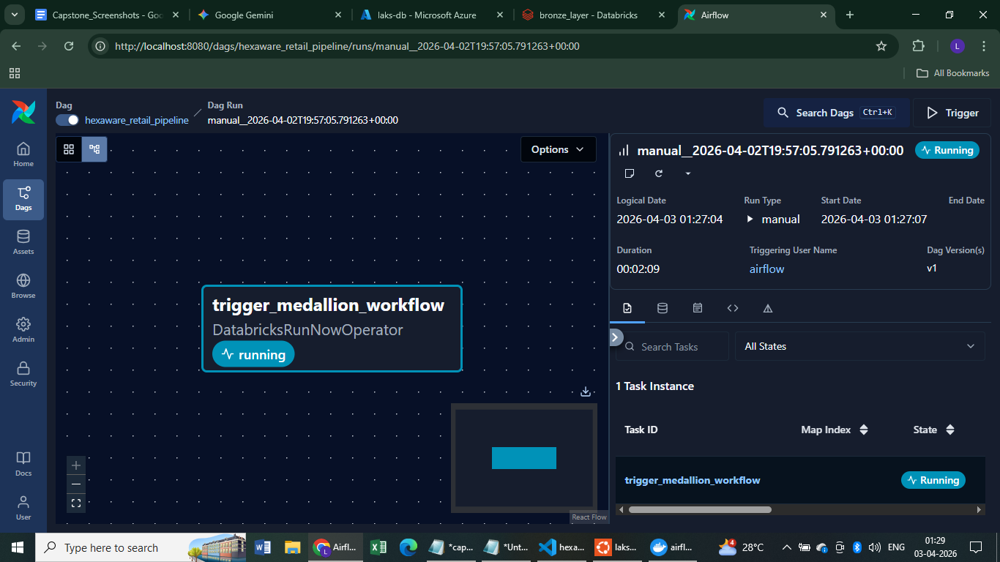 Capstone_Screenshots - Goo
Google Gemini
laks-db - Microsoft Azure
bronze_layer - Databricks
Airflow
http://localhost:8080/dags/hexaware_retail_pipeline/runs/manual__2026-04-02T19:57:05.791263+00:00
L
All Bookmarks
Dag
hexaware_retail_pipeline
Dag Run
manual__2026-04-02T19:57:05.791263+00:00
Search Dags
Ctrl+K
Trigger
Home
Dags
Assets
Browse
Admin
Security
Docs
User
Options
trigger_medallion_workflow
DatabricksRunNowOperator
running
React Flow
manual__2026-04-02T19:57:05.791263+00:00
Running
Logical Date
Run Type
Start Date
End Date
2026-04-03 01:27:04
manual
2026-04-03 01:27:07
Duration
Triggering User Name
Dag Version(s)
00:02:09
airflow
v1
Search Tasks
All States
1 Task Instance
Task ID
Map Index
State
trigger_medallion_workflow
Running
Type here to search
Airfl...
L
*cap...
*Unt...
hexa...
laks...
airfl...
4
28°C
ENG
01:29
03-04-2026